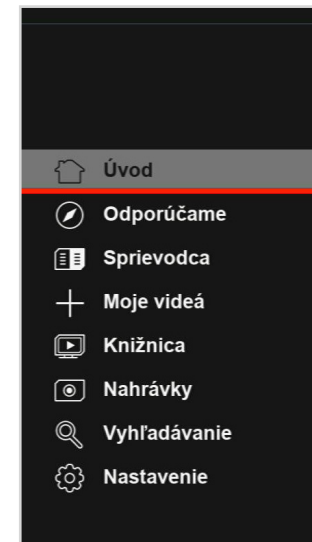 Úvod
Odporúčame
Sprievodca
Moje videá
Knižnica
Nahrávky
Vyhľadávanie
Nastavenie